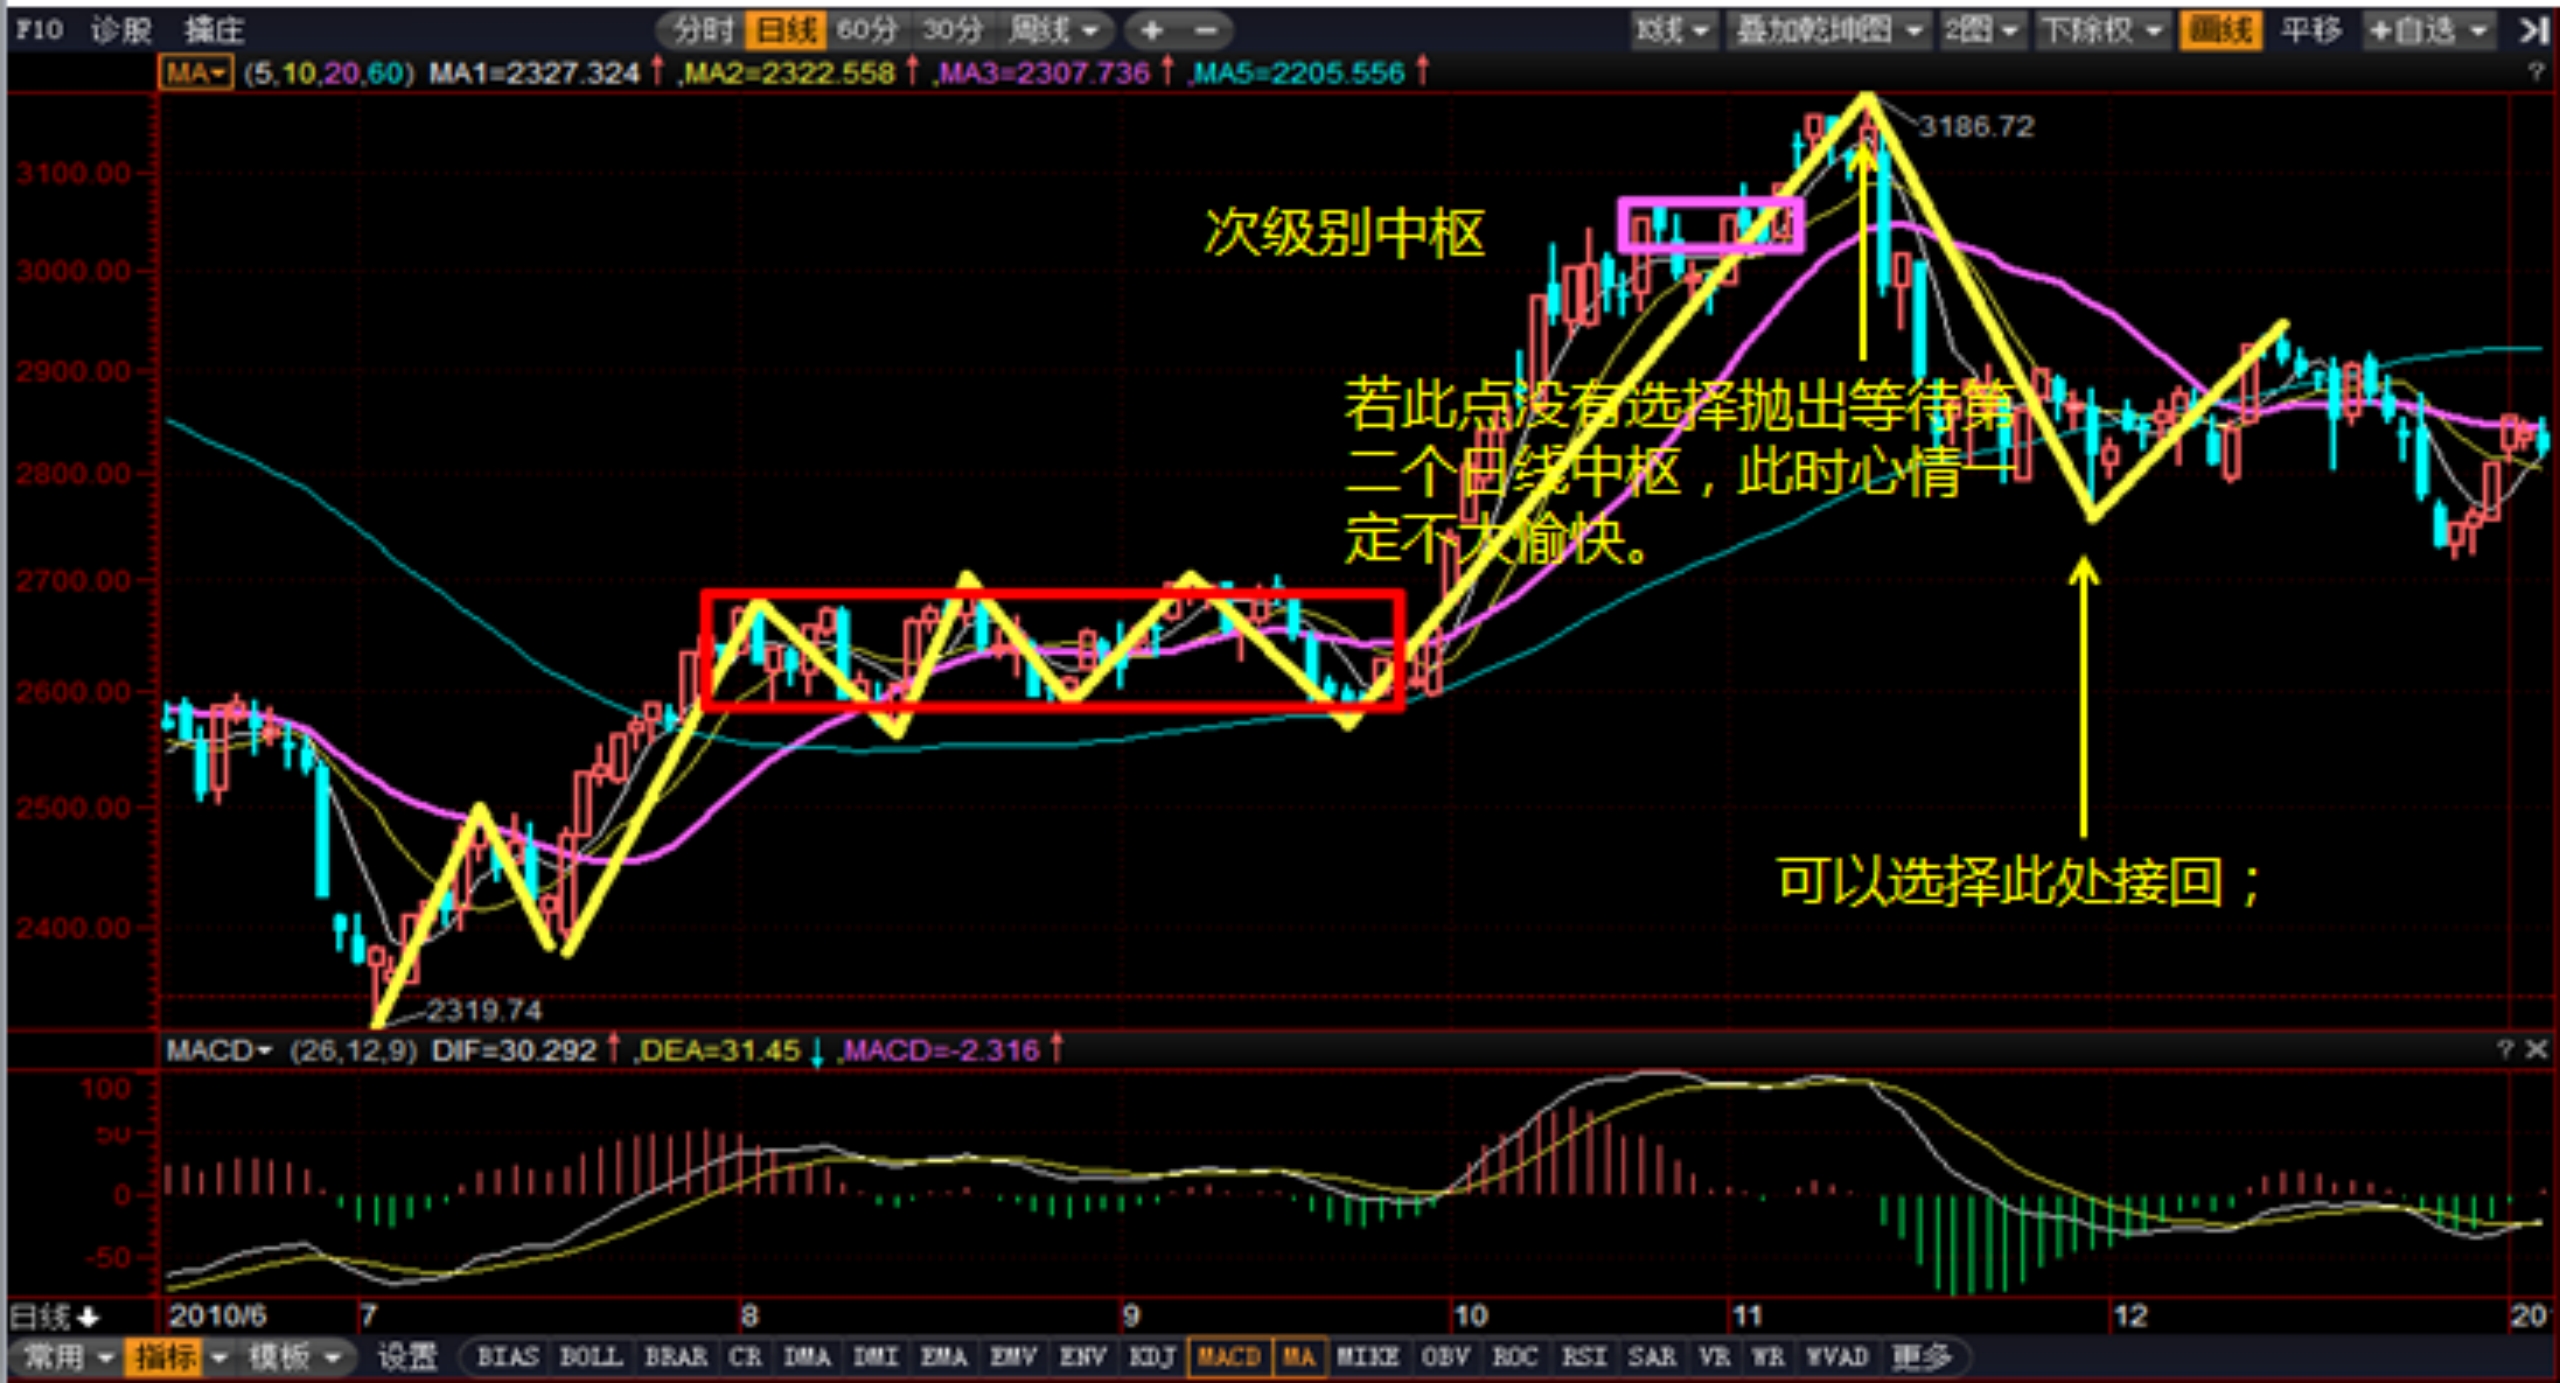 F10 诊股 擒庄 分时 日线 60分 30分 周线 + − K线 叠加乾坤图 2图 下除权 画线 平移 +自选
MA (5,10,20,60) MA1=2327.324↑ ,MA2=2322.558↑ ,MA3=2307.736↑ ,MA5=2205.556↑ ?
3186.72
3100.00
次级别中枢
3000.00
2900.00
若此点没有选择抛出等待第
二个日线中枢，此时心情一
定不大愉快。
2800.00
2700.00
2600.00
2500.00
可以选择此处接回；
2400.00
2319.74
MACD (26,12,9) DIF=30.292↑ ,DEA=31.45↓ ,MACD=-2.316↑ ? ×
100
50
0
-50
日线 2010/6 7 8 9 10 11 12 20
常用 指标 模板 设置 BIAS BOLL BRAR CR DMA DMI EMA EMV ENV KDJ MACD MA MIKE OBV ROC RSI SAR VR WR WVAD 更多